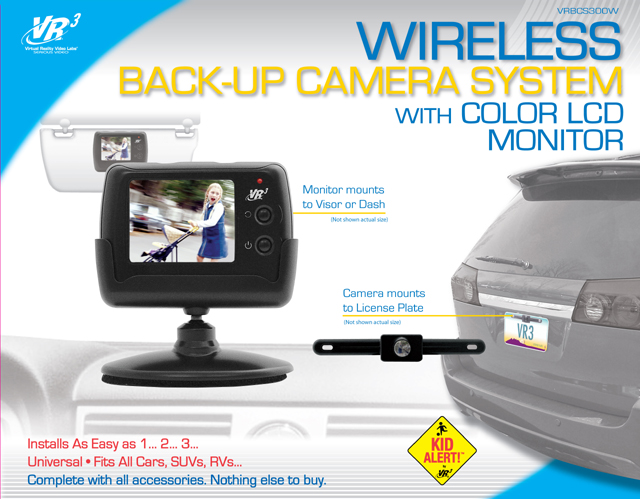 VR3
Virtual Reality Video Labs
VRBCS300W
WIRELESS
BACK-UP CAMERA SYSTEM
WITH COLOR LCD
MONITOR
VR3
Monitor mounts
to Visor or Dash
(Not shown actual size)
Camera mounts
to License Plate
(Not shown actual size)
VR3
KID
ALERT!™
by
VR3
Installs As Easy as 1... 2... 3...
Universal • Fits All Cars, SUVs, RVs...
Complete with all accessories. Nothing else to buy.